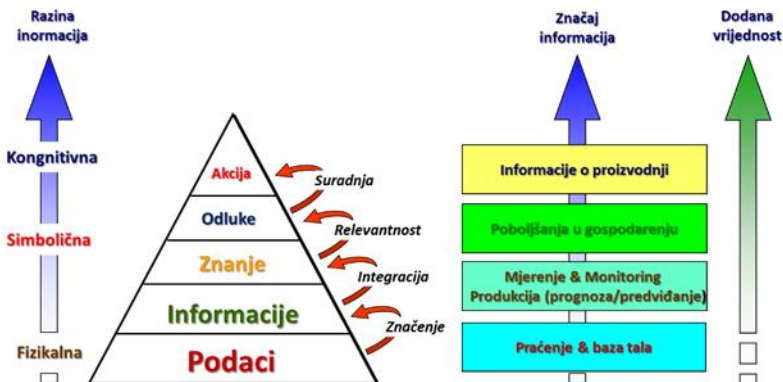 Razina
inormacija
Značaj
informacija
Dodana
vrijednost
Kongnitivna
Simbolična
Fizikalna
Akcija
Odluke
Znanje
Informacije
Podaci
Suradnja
Relevantnost
Integracija
Značenje
Informacije o proizvodnji
Poboljšanja u gospodarenju
Mjerenje & Monitoring
Produkcija (prognoza/predviđanje)
Praćenje & baza tala